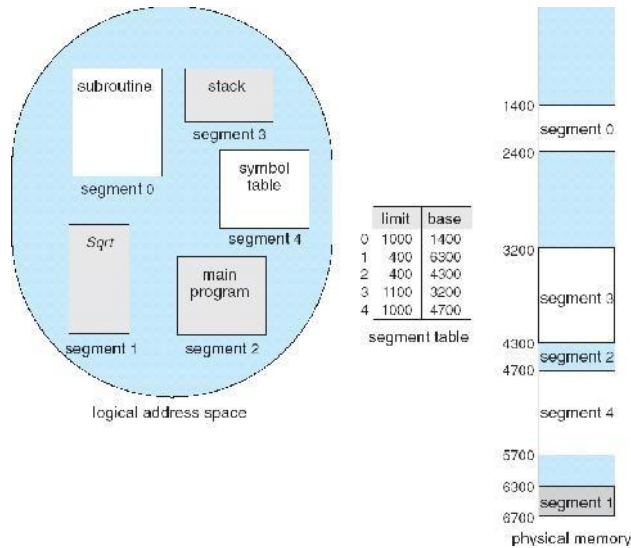 subroutine
segment 0
stack
segment 3
symbol
table
segment 4
Sqrt
segment 1
main
program
segment 2
logical address space
limit base
0 1000 1400
1 400 6300
2 400 4300
3 1100 3200
4 1000 4700
segment table
1400
segment 0
2400
3200
segment 3
4300
segment 2
4700
segment 4
5700
6300
segment 1
6700
physical memory